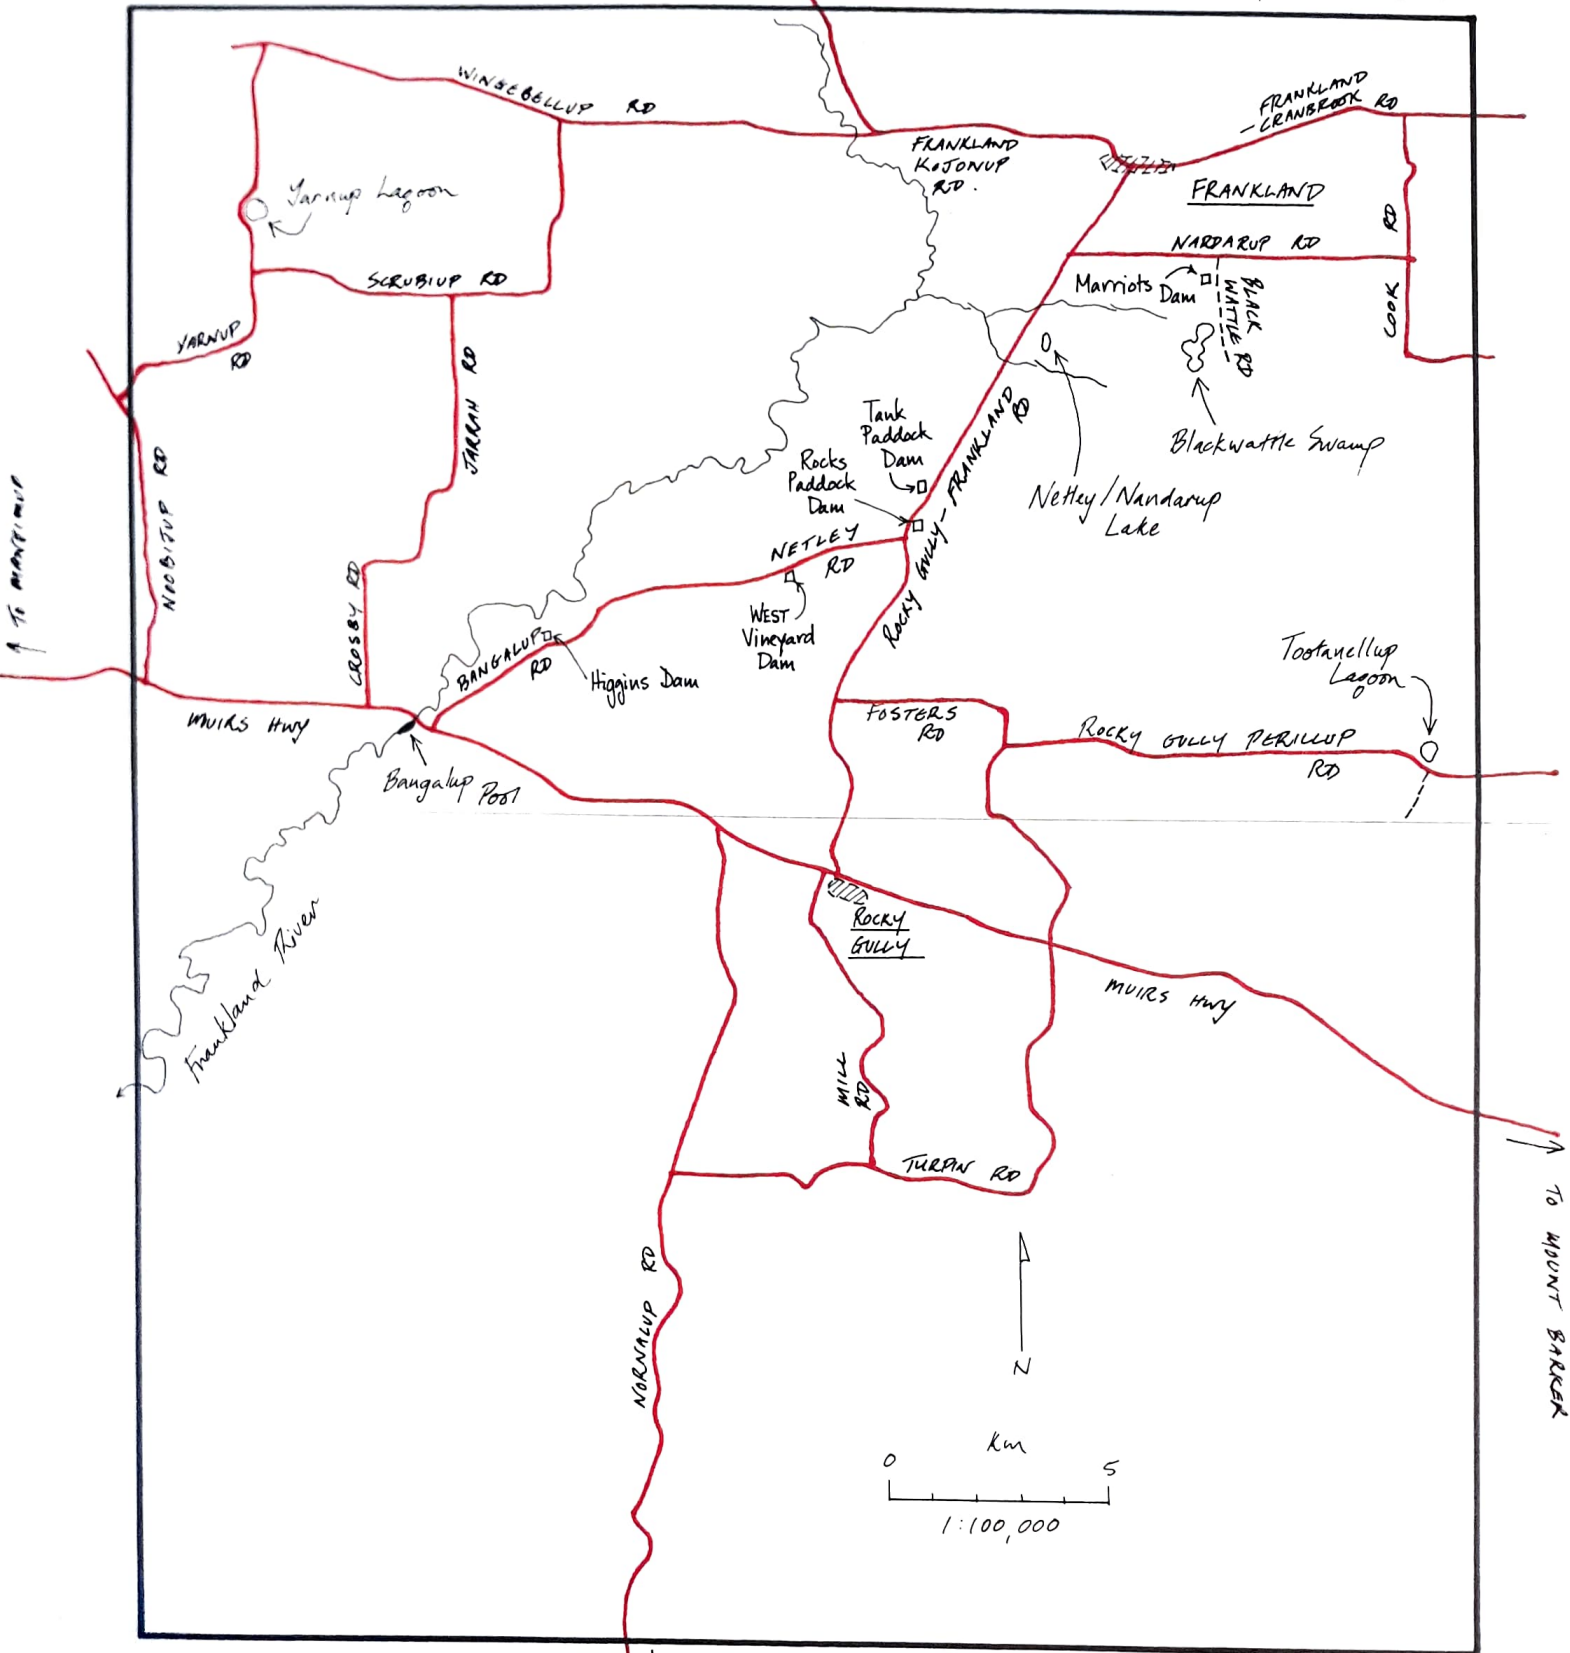 WINGEBELLUP RD
FRANKLAND
-CRANBROOK RD
FRANKLAND
KOJONUP
RD.
FRANKLAND
Yarnup Lagoon
NARDARUP RD
COOK RD
SCRUBIUP RD
Marriots
Dam
BLACK
WATTLE RD
YARNUP
RD
JARRAH RD
Blackwattle Swamp
Tank
Paddock
Dam
Rocks
Paddock
Dam
Netley/Nandarup
Lake
ROCKY GULLY-FRANKLAND
RD
NOOBIJUP RD
TO MANJIMUP
NETLEY
RD
CROSBY RD
WEST
Vineyard
Dam
BANGALUP
RD
Higgins Dam
Tootanellup
Lagoon
MUIRS HWY
FOSTERS
RD
ROCKY GULLY PERILLUP
RD
Bangalup Pool
ROCKY
GULLY
Frankland River
MUIRS HWY
MILL
RD
TURPIN RD
TO MOUNT BARKER
NORNALUP RD
N
Km
0 5
1:100,000